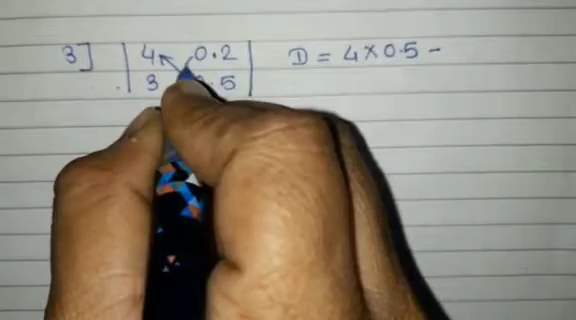 3] | 4 0.2 | D = 4×0.5 -
| 3 .5 |